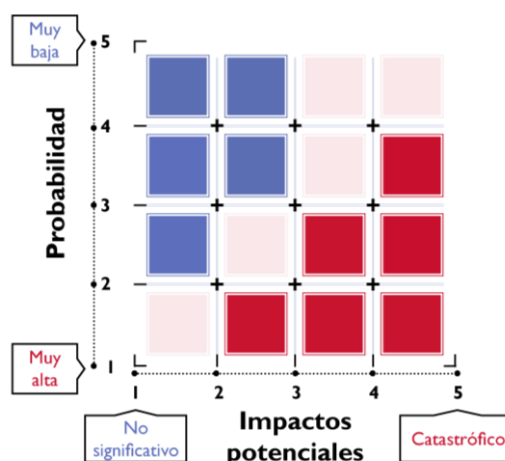 Muy
baja
5
4
3
2
1
Probabilidad
Muy
alta
1
2
3
4
5
No
significativo
Impactos
potenciales
Catastrófico